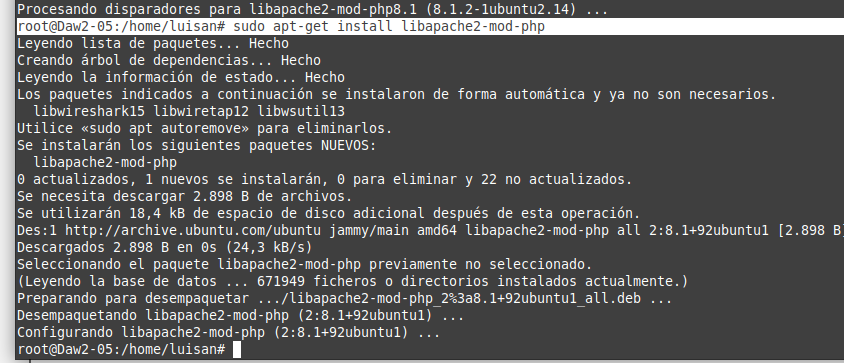 Procesando disparadores para libapache2-mod-php8.1 (8.1.2-1ubuntu2.14) ...
root@Daw2-05:/home/luisan# sudo apt-get install libapache2-mod-php
Leyendo lista de paquetes... Hecho
Creando árbol de dependencias... Hecho
Leyendo la información de estado... Hecho
Los paquetes indicados a continuación se instalaron de forma automática y ya no son necesarios.
  libwireshark15 libwiretap12 libwsutil13
Utilice «sudo apt autoremove» para eliminarlos.
Se instalarán los siguientes paquetes NUEVOS:
  libapache2-mod-php
0 actualizados, 1 nuevos se instalarán, 0 para eliminar y 22 no actualizados.
Se necesita descargar 2.898 B de archivos.
Se utilizarán 18,4 kB de espacio de disco adicional después de esta operación.
Des:1 http://archive.ubuntu.com/ubuntu jammy/main amd64 libapache2-mod-php all 2:8.1+92ubuntu1 [2.898 B]
Descargados 2.898 B en 0s (24,3 kB/s)
Seleccionando el paquete libapache2-mod-php previamente no seleccionado.
(Leyendo la base de datos ... 671949 ficheros o directorios instalados actualmente.)
Preparando para desempaquetar .../libapache2-mod-php_2%3a8.1+92ubuntu1_all.deb ...
Desempaquetando libapache2-mod-php (2:8.1+92ubuntu1) ...
Configurando libapache2-mod-php (2:8.1+92ubuntu1) ...
root@Daw2-05:/home/luisan#